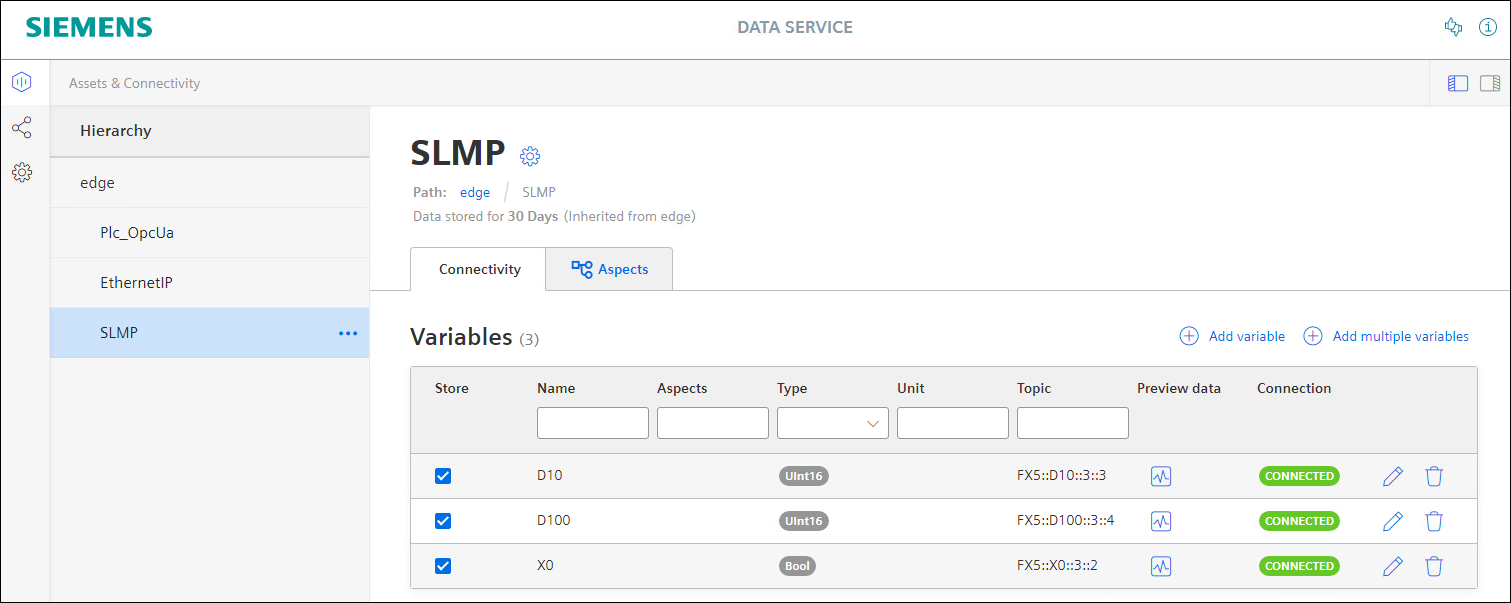 SIEMENS
DATA SERVICE
Assets & Connectivity
Hierarchy
edge
Plc_OpcUa
EthernetIP
SLMP
SLMP
Path: edge / SLMP
Data stored for 30 Days (Inherited from edge)
Connectivity Aspects
Variables (3)
Add variable Add multiple variables
Store Name Aspects Type Unit Topic Preview data Connection
D10 UInt16 FX5::D10::3::3 CONNECTED
D100 UInt16 FX5::D100::3::4 CONNECTED
X0 Bool FX5::X0::3::2 CONNECTED